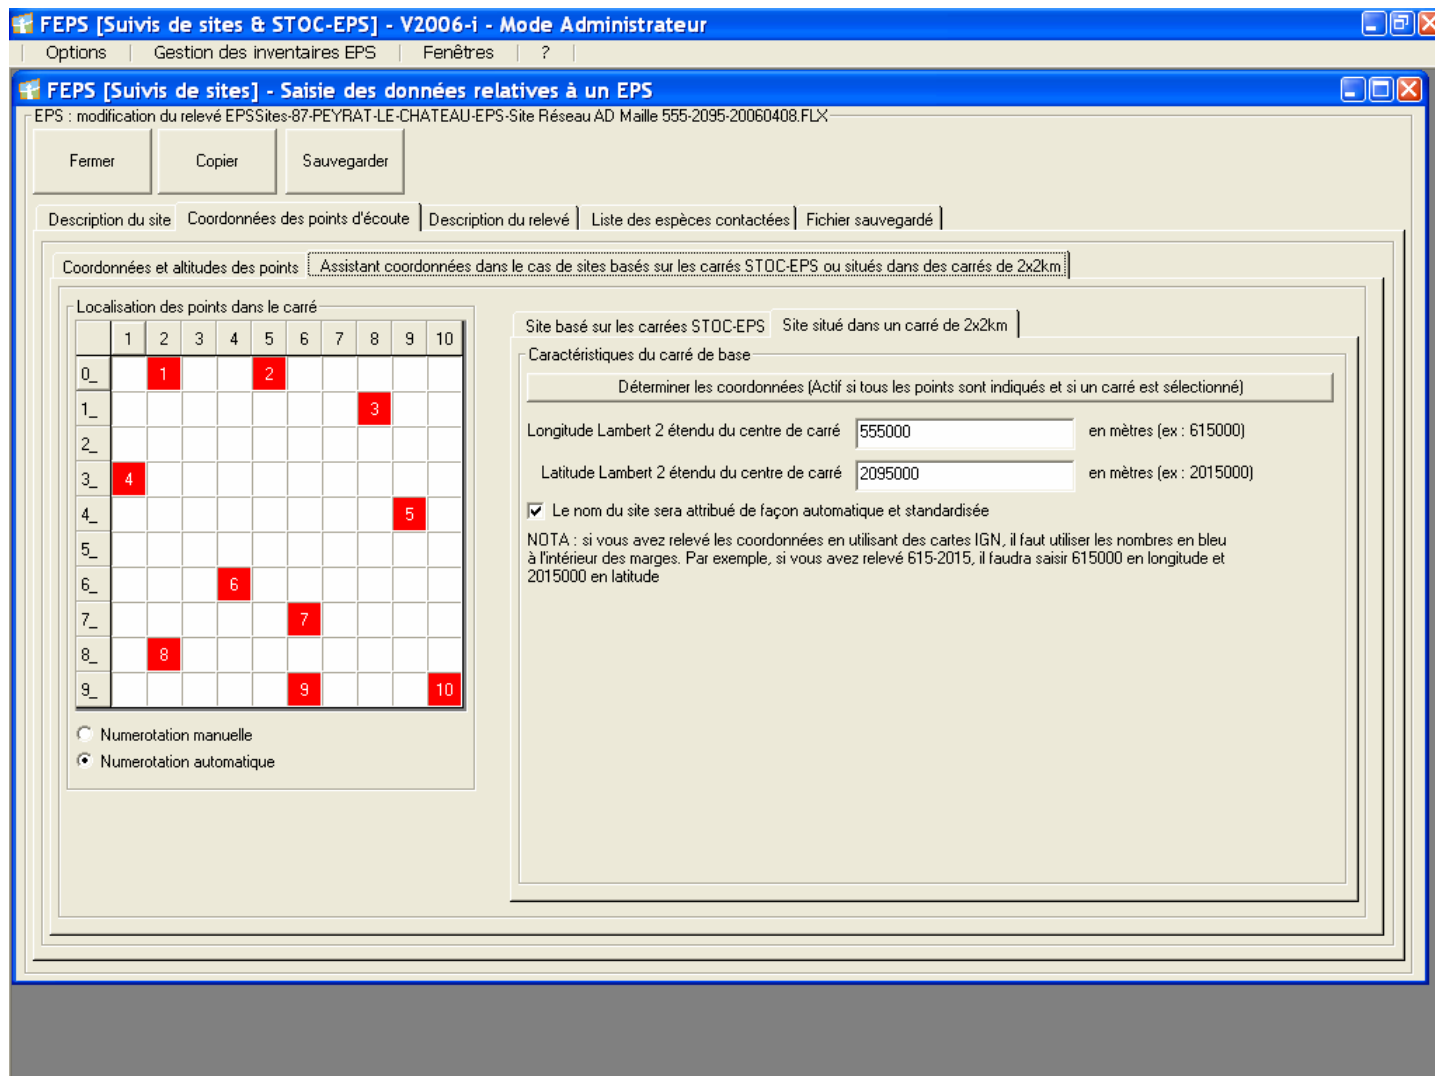 FEPS [Suivis de sites & STOC-EPS] - V2006-i - Mode Administrateur
Options | Gestion des inventaires EPS | Fenêtres | ? |
FEPS [Suivis de sites] - Saisie des données relatives à un EPS
EPS : modification du relevé EPSSites-87-PEYRAT-LE-CHATEAU-EPS-Site Réseau AD Maille 555-2095-20060408.FLX
Fermer Copier Sauvegarder
Description du site Coordonnées des points d'écoute Description du relevé Liste des espèces contactées Fichier sauvegardé
Coordonnées et altitudes des points Assistant coordonnées dans le cas de sites basés sur les carrés STOC-EPS ou situés dans des carrés de 2x2km
Localisation des points dans le carré
1 2 3 4 5 6 7 8 9 10
0_ 1 2
1_ 3
2_
3_ 4
4_ 5
5_
6_ 6
7_ 7
8_ 8
9_ 9 10
Numerotation manuelle
Numerotation automatique
Site basé sur les carrées STOC-EPS Site situé dans un carré de 2x2km
Caractéristiques du carré de base
Déterminer les coordonnées (Actif si tous les points sont indiqués et si un carré est sélectionné)
Longitude Lambert 2 étendu du centre de carré 555000 en mètres (ex : 615000)
Latitude Lambert 2 étendu du centre de carré 2095000 en mètres (ex : 2015000)
Le nom du site sera attribué de façon automatique et standardisée
NOTA : si vous avez relevé les coordonnées en utilisant des cartes IGN, il faut utiliser les nombres en bleu
à l'intérieur des marges. Par exemple, si vous avez relevé 615-2015, il faudra saisir 615000 en longitude et
2015000 en latitude